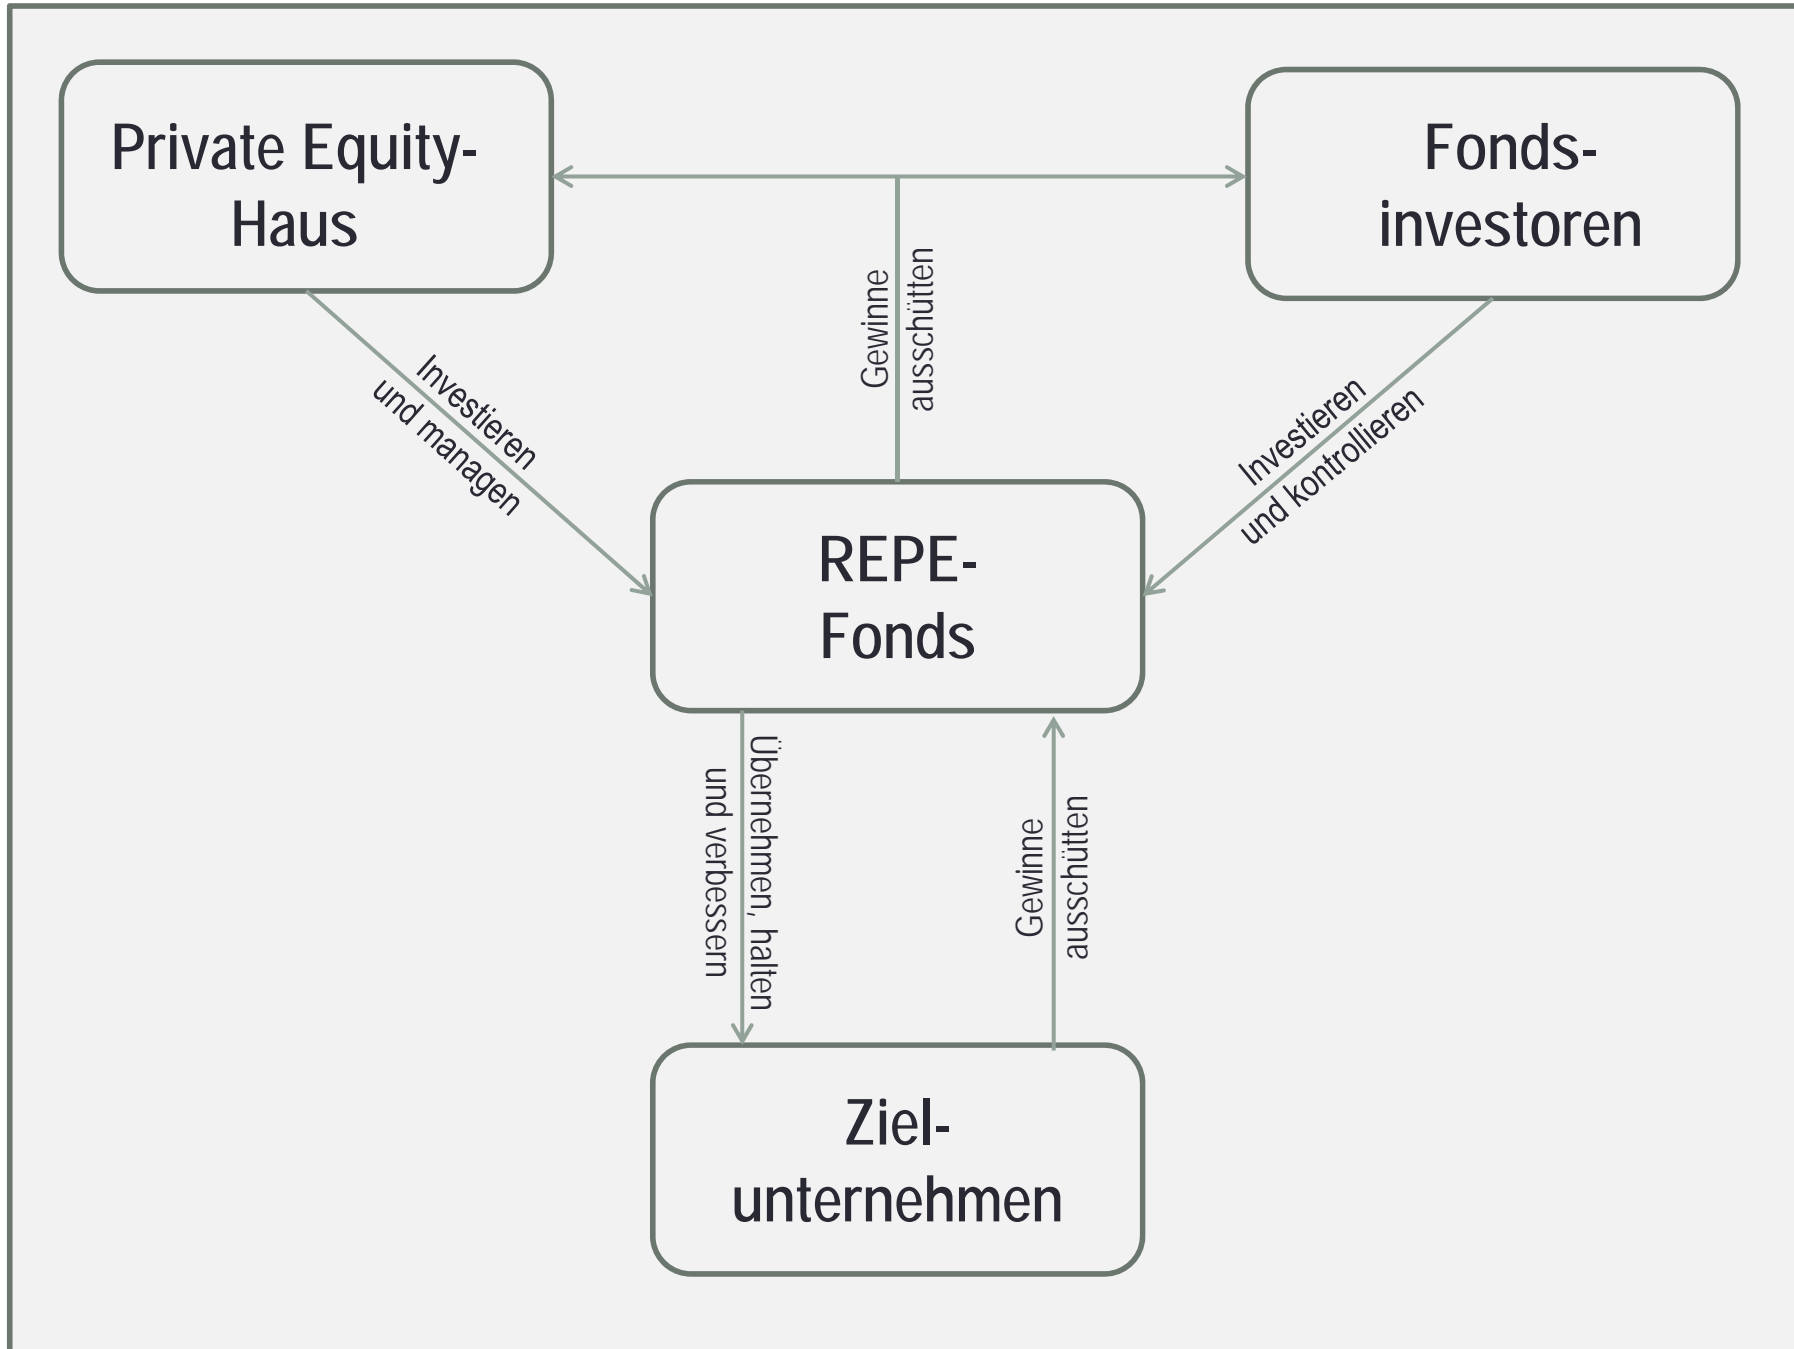 Private Equity-
Haus
Fonds-
investoren
Gewinne
ausschütten
Investieren
und managen
Investieren
und kontrollieren
REPE-
Fonds
Übernehmen, halten
und verbessern
Gewinne
ausschütten
Ziel-
unternehmen